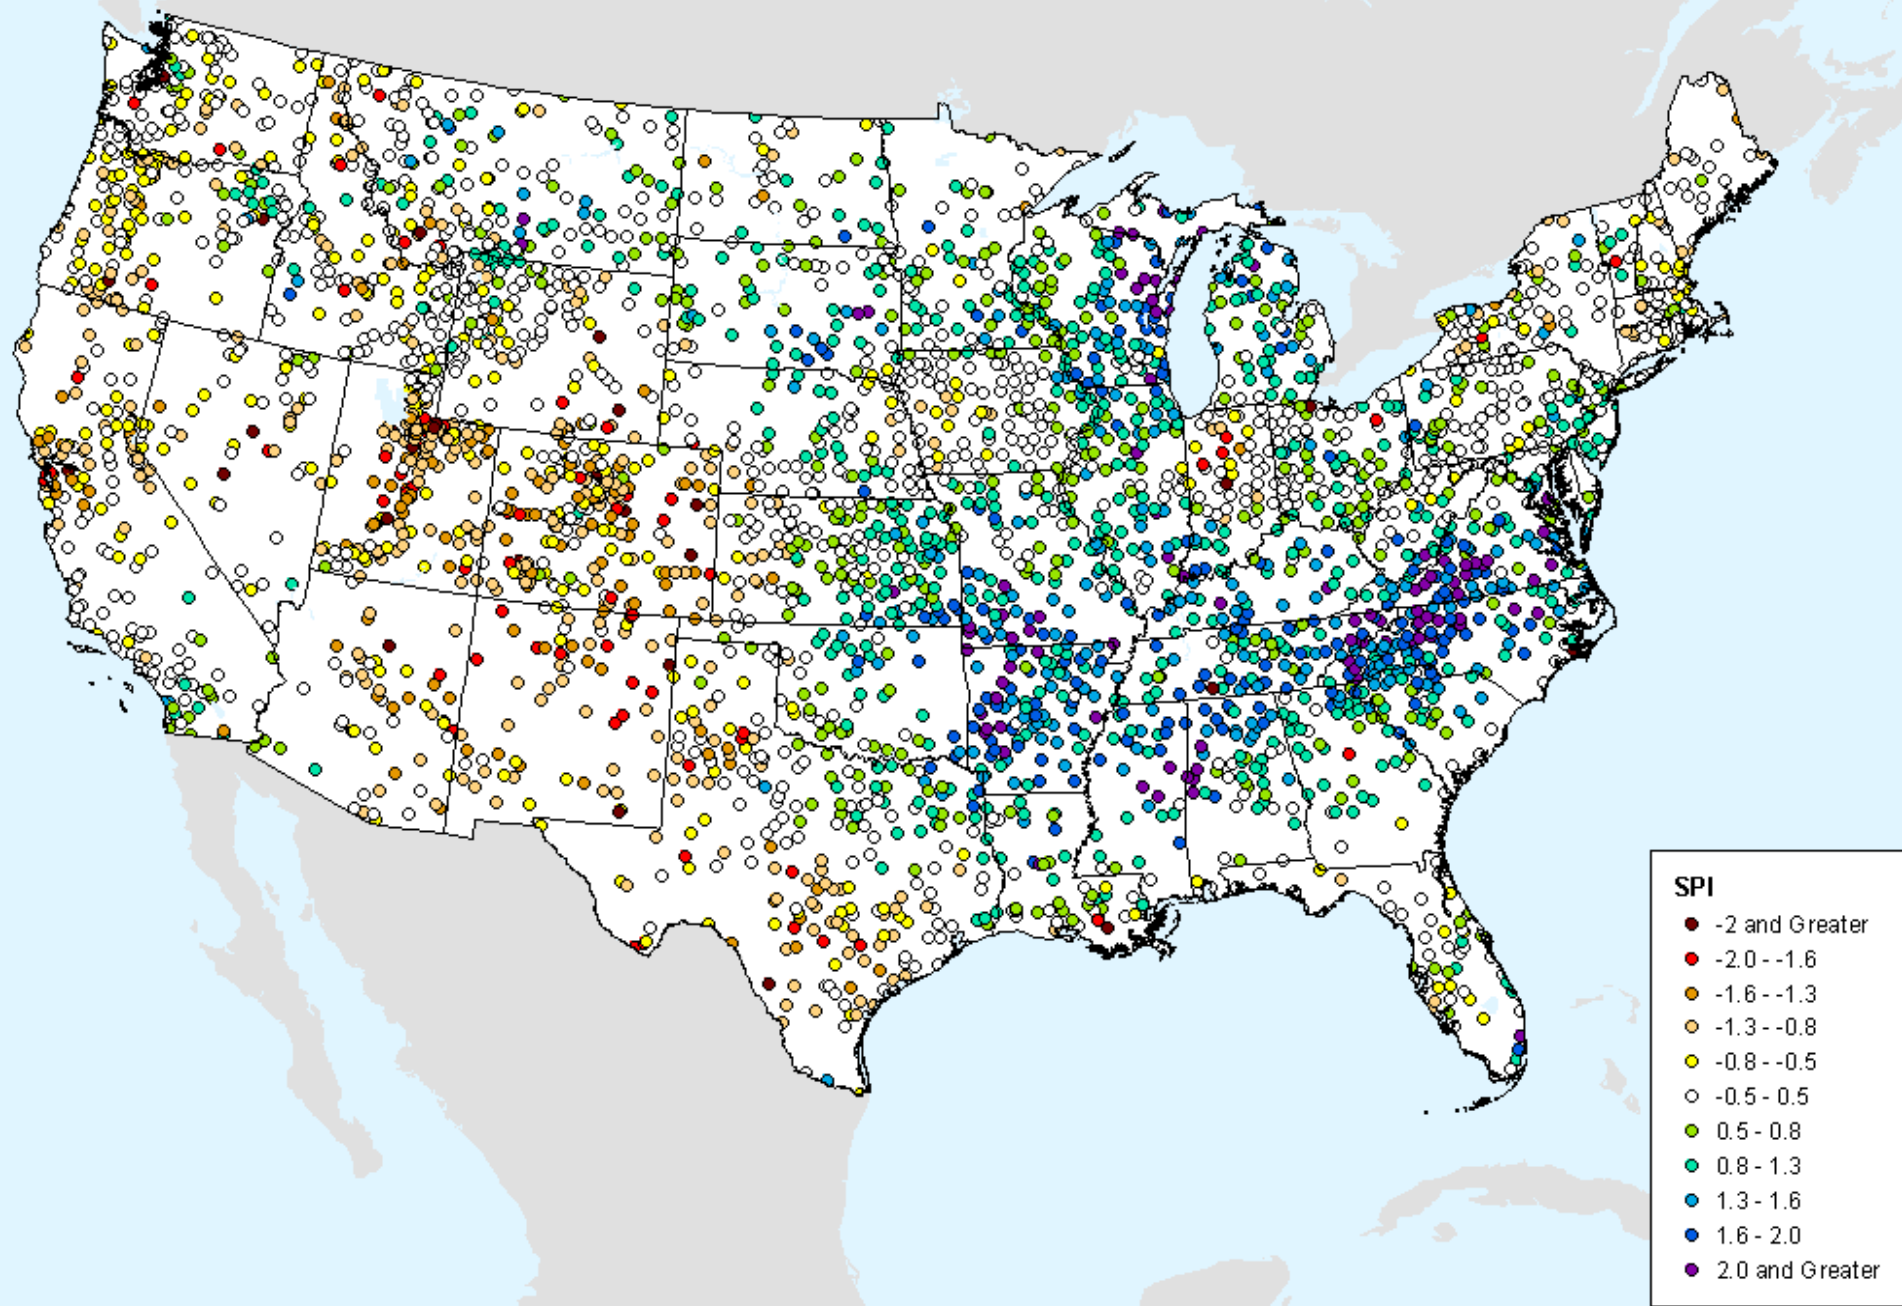 SPI
-2 and Greater
-2.0 - -1.6
-1.6 - -1.3
-1.3 - -0.8
-0.8 - -0.5
-0.5 - 0.5
0.5 - 0.8
0.8 - 1.3
1.3 - 1.6
1.6 - 2.0
2.0 and Greater